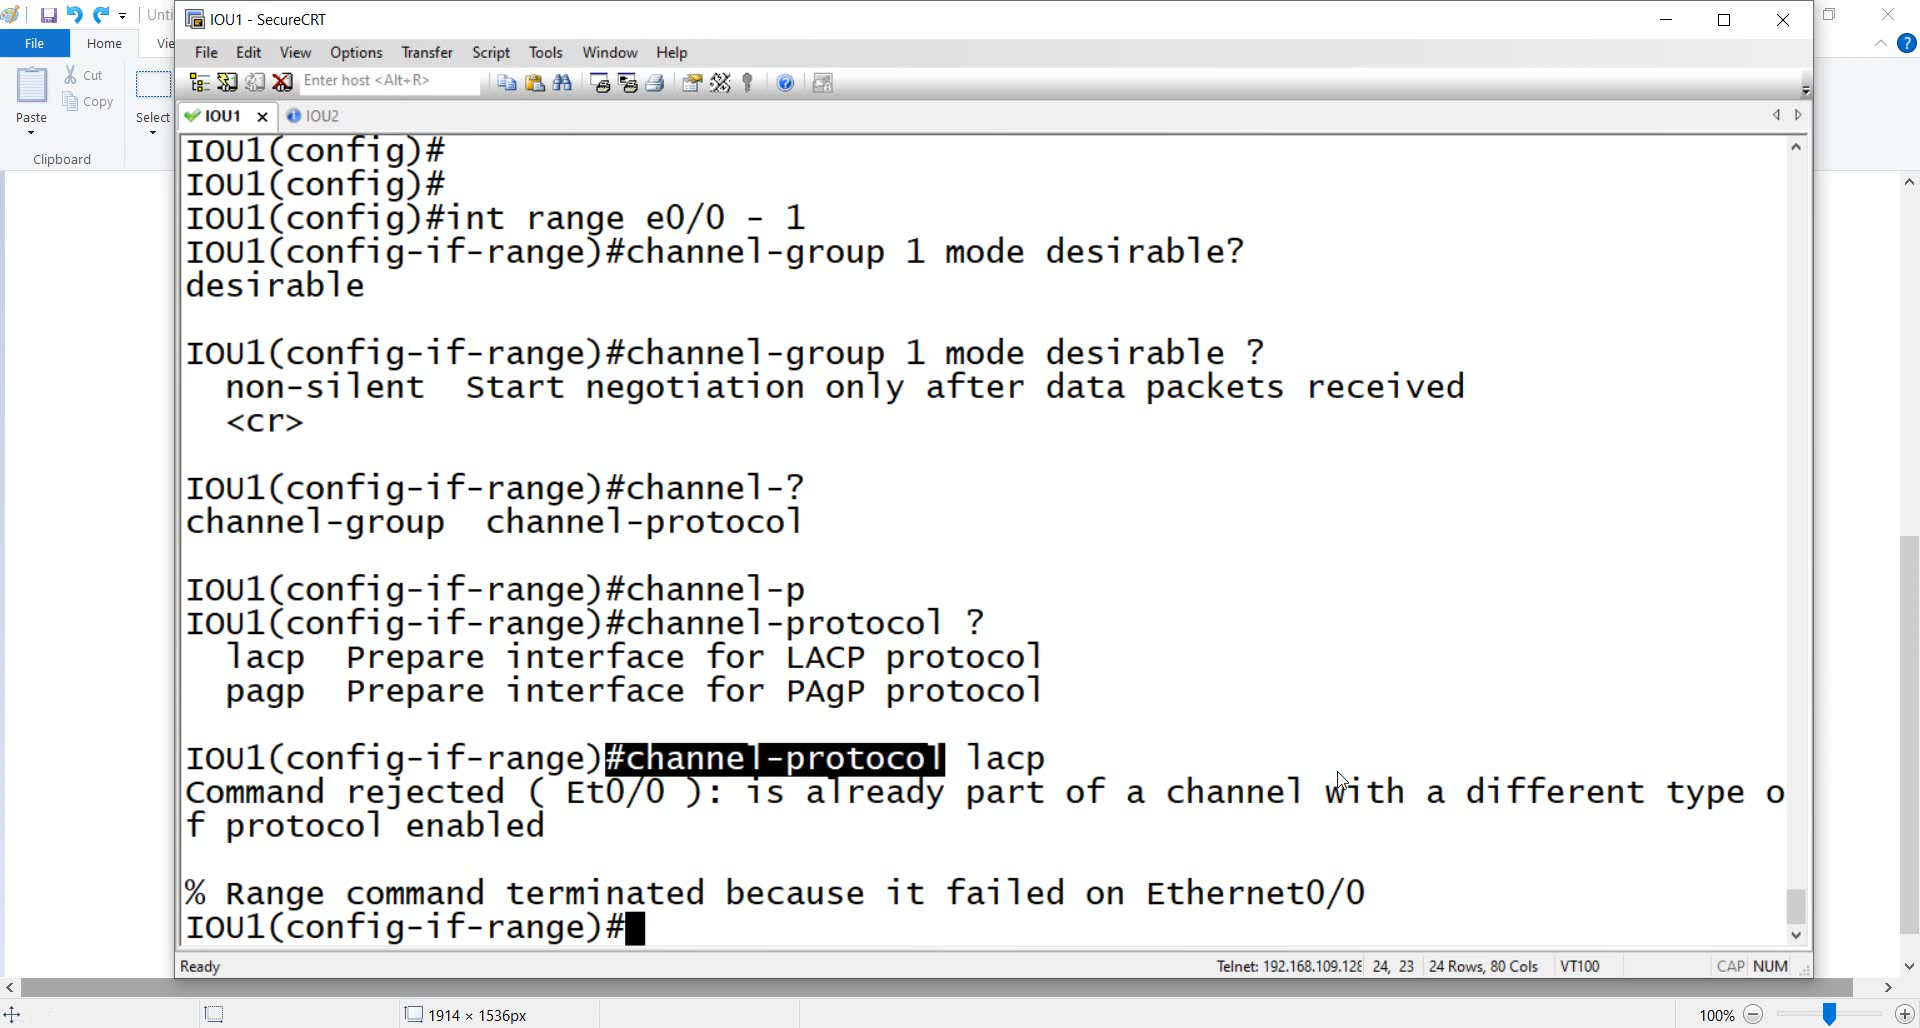 Unti
IOU1 - SecureCRT
File Home Vie
File Edit View Options Transfer Script Tools Window Help
Cut
Copy
Paste
Select
Clipboard
Enter host <Alt+R>
IOU1 IOU2
IOU1(config)#
IOU1(config)#
IOU1(config)#int range e0/0 - 1
IOU1(config-if-range)#channel-group 1 mode desirable?
desirable
IOU1(config-if-range)#channel-group 1 mode desirable ?
non-silent Start negotiation only after data packets received
<cr>
IOU1(config-if-range)#channel-?
channel-group channel-protocol
IOU1(config-if-range)#channel-p
IOU1(config-if-range)#channel-protocol ?
lacp Prepare interface for LACP protocol
pagp Prepare interface for PAgP protocol
IOU1(config-if-range)#channel-protocol lacp
Command rejected ( Et0/0 ): is already part of a channel with a different type o
f protocol enabled
% Range command terminated because it failed on Ethernet0/0
IOU1(config-if-range)#
Ready Telnet: 192.168.109.128 24, 23 24 Rows, 80 Cols VT100 CAP NUM
1914 × 1536px 100%